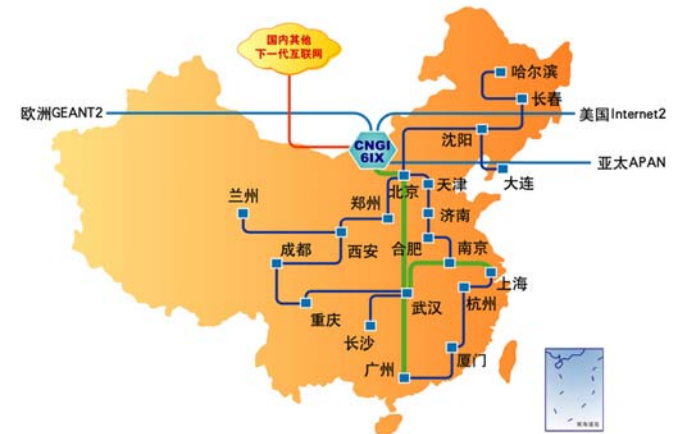 国内其他
下一代互联网
哈尔滨
长春
欧洲GEANT2
美国Internet2
沈阳
CNGI
6IX
亚太APAN
北京
天津
大连
兰州
郑州
济南
成都
西安
合肥
南京
上海
重庆
武汉
杭州
长沙
厦门
广州
南海诸岛